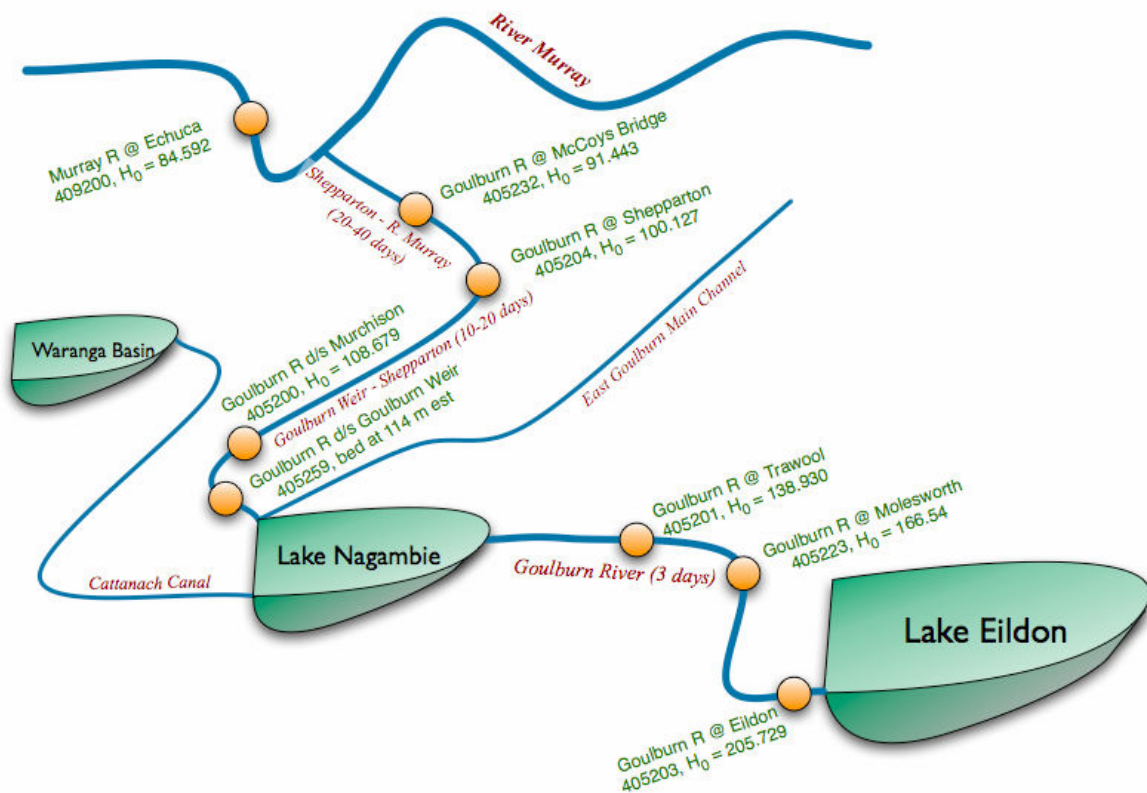 River Murray
Murray R @ Echuca
409200, H₀ = 84.592
Goulburn R @ McCoys Bridge
405232, H₀ = 91.443
Shepparton - R. Murray
(20-40 days)
Goulburn R @ Shepparton
405204, H₀ = 100.127
Waranga Basin
Goulburn R d/s Murchison
405200, H₀ = 108.679
Goulburn Weir - Shepparton (10-20 days)
East Goulburn Main Channel
Goulburn R d/s Goulburn Weir
405259, bed at 114 m est
Goulburn R @ Trawool
405201, H₀ = 138.930
Goulburn R @ Molesworth
405223, H₀ = 166.54
Lake Nagambie
Goulburn River (3 days)
Cattanach Canal
Lake Eildon
Goulburn R @ Eildon
405203, H₀ = 205.729